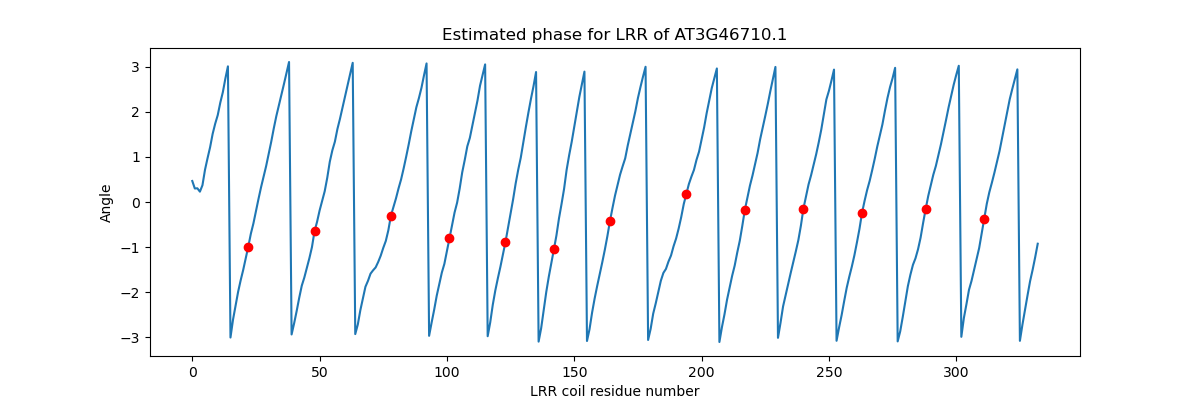 Estimated phase for LRR of AT3G46710.1
3
2
1
0
−1
−2
−3
Angle
0 50 100 150 200 250 300
LRR coil residue number